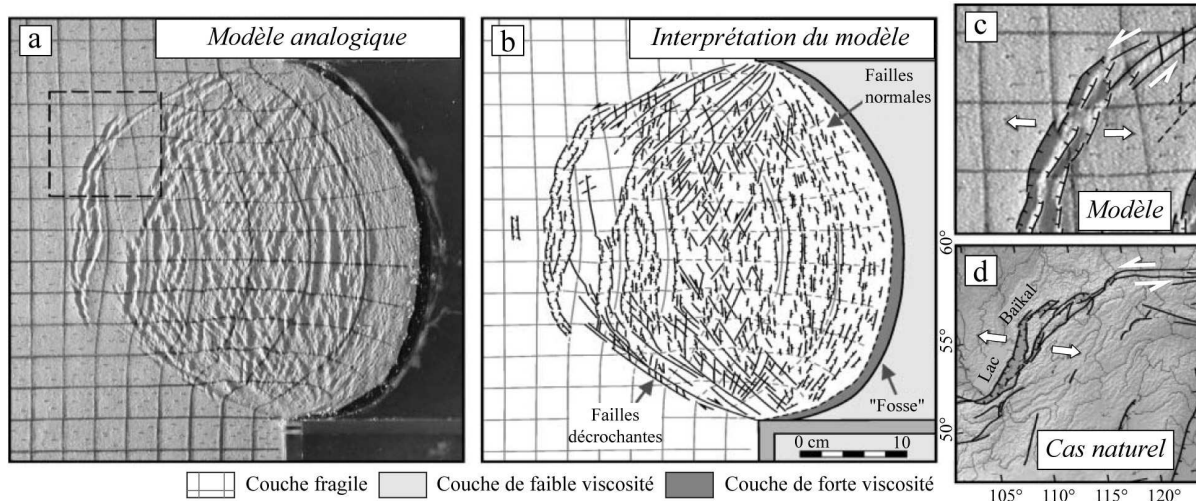 a
Modèle analogique
b
Interprétation du modèle
Failles
normales
Failles
décrochantes
"Fosse"
0 cm
10
c
Modèle
60°
55°
50°
d
Lac
Baïkal
Cas naturel
105°
110°
115°
120°
Couche fragile
Couche de faible viscosité
Couche de forte viscosité